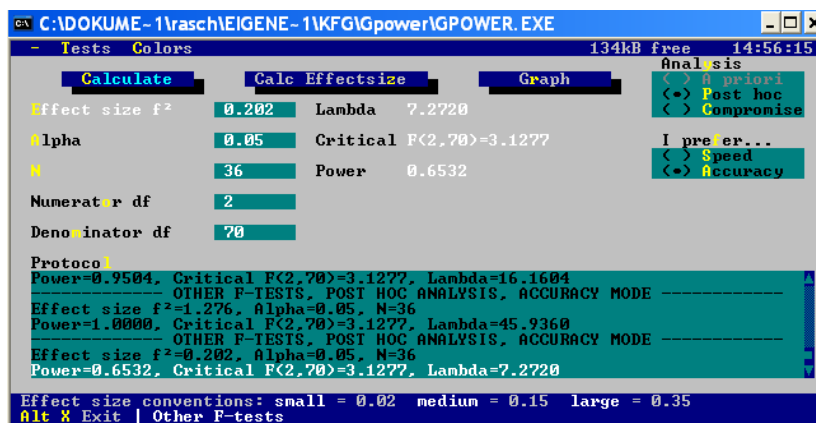 C:\DOKUME~1\rasch\EIGENE~1\KFG\Gpower\GPOWER.EXE
- Tests Colors 134kB free 14:56:15
Calculate Calc Effectsize Graph Analysis
( ) A priori
(•) Post hoc
( ) Compromise
Effect size f² 0.202 Lambda 7.2720
Alpha 0.05 Critical F(2,70)=3.1277 I prefer...
( ) Speed
(•) Accuracy
N 36 Power 0.6532
Numerator df 2
Denominator df 70
Protocol
Power=0.9504, Critical F(2,70)=3.1277, Lambda=16.1604
------------- OTHER F-TESTS, POST HOC ANALYSIS, ACCURACY MODE ------------
Effect size f²=1.276, Alpha=0.05, N=36
Power=1.0000, Critical F(2,70)=3.1277, Lambda=45.9360
------------- OTHER F-TESTS, POST HOC ANALYSIS, ACCURACY MODE ------------
Effect size f²=0.202, Alpha=0.05, N=36
Power=0.6532, Critical F(2,70)=3.1277, Lambda=7.2720
Effect size conventions: small = 0.02 medium = 0.15 large = 0.35
Alt X Exit | Other F-tests